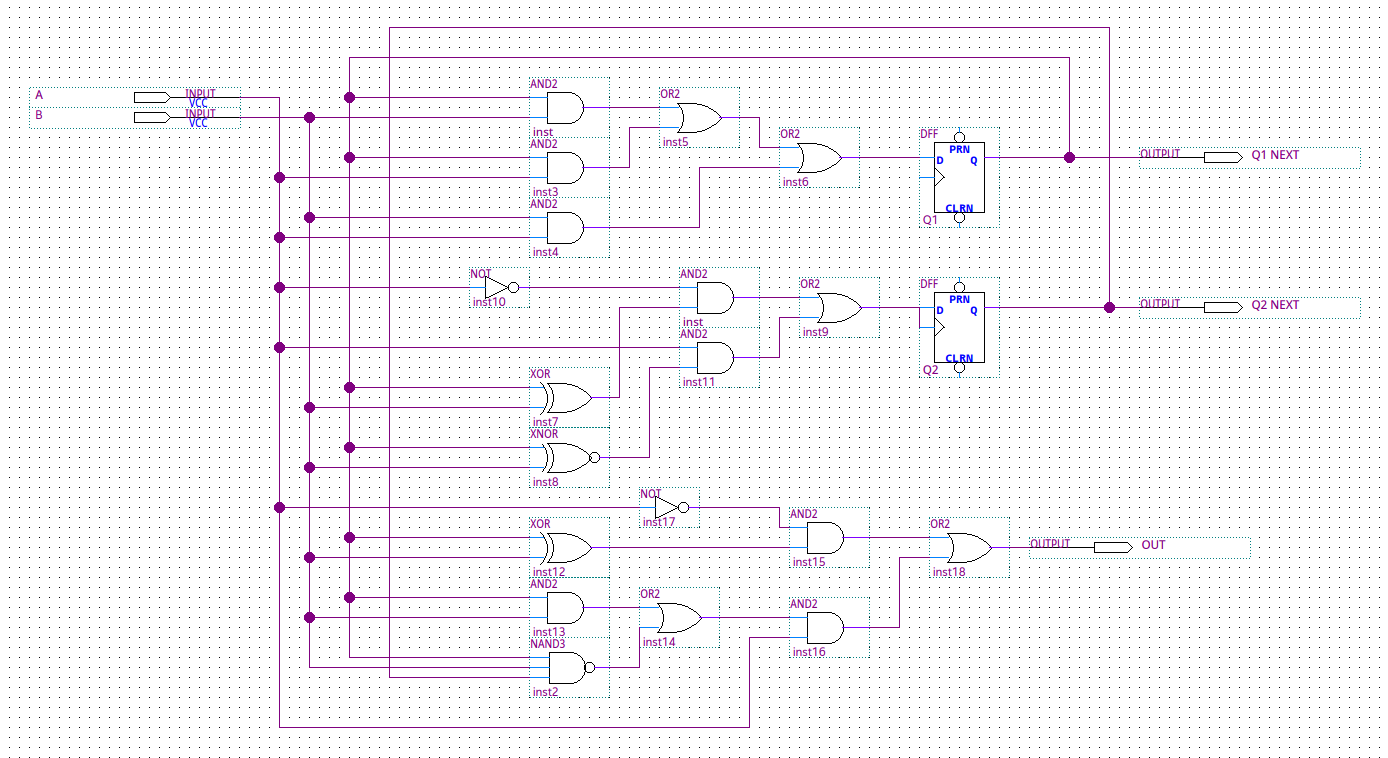 A
INPUT
VCC
B
INPUT
VCC
AND2
inst
OR2
inst5
AND2
inst3
OR2
inst6
AND2
inst4
DFF
PRN
D
Q
CLRN
Q1
OUTPUT
Q1 NEXT
NOT
inst10
AND2
inst
OR2
inst9
AND2
inst11
DFF
PRN
D
Q
CLRN
Q2
OUTPUT
Q2 NEXT
XOR
inst7
XNOR
inst8
NOT
inst17
XOR
inst12
AND2
inst15
OR2
inst18
OUTPUT
OUT
AND2
inst13
OR2
inst14
AND2
inst16
NAND3
inst2